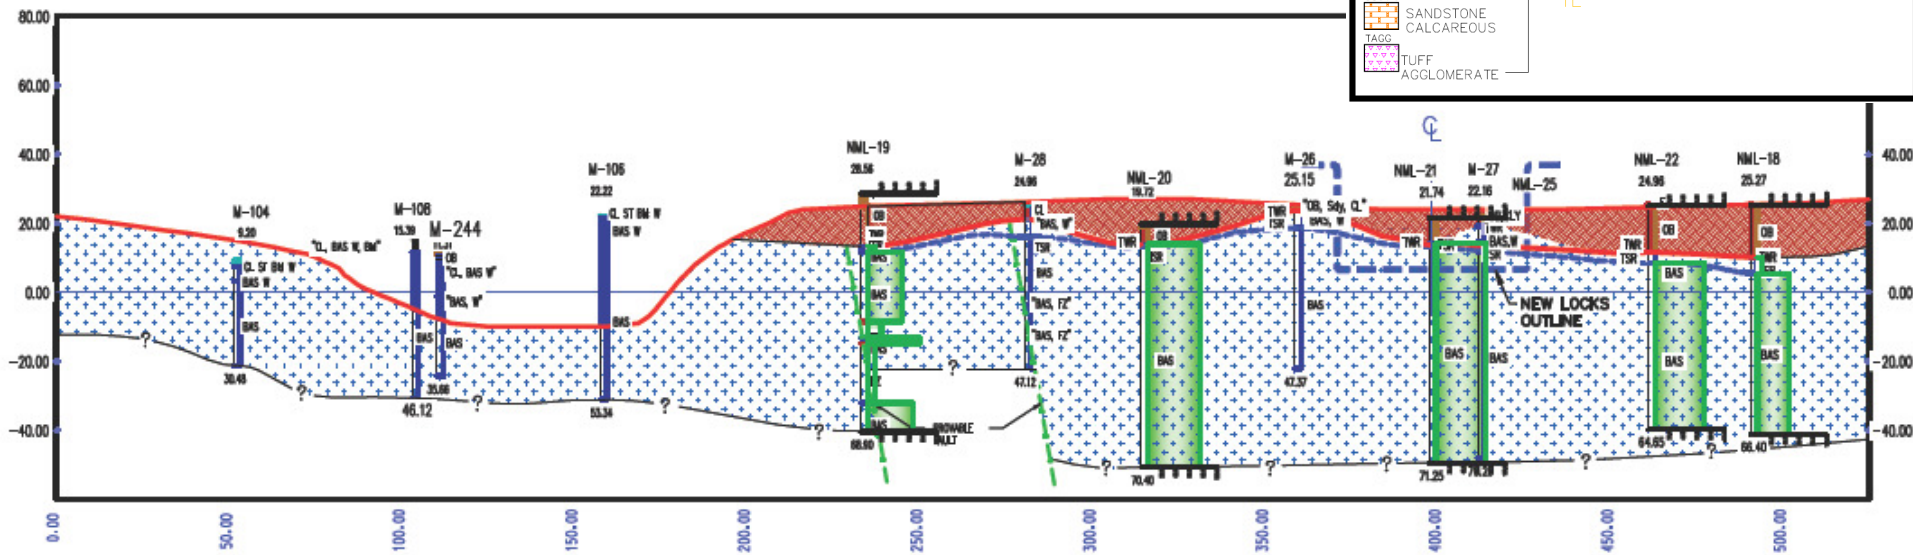 80.00
60.00
40.00
20.00
0.00
-20.00
-40.00
SANDSTONE
CALCAREOUS
TAGG
TUFF
AGGLOMERATE
M-104
9.20
CL ST BM W
BAS W
BAS
30.48
"CL, BAS W, BM"
M-108
15.39
BAS
46.12
M-244
OB
"CL, BAS W"
"BAS, W"
BAS
35.66
M-106
22.22
CL ST BM W
BAS W
BAS
53.34
NML-19
28.56
OB
TWR
BAS
BAS
BAS
68.90
M-28
24.96
CL
"BAS, W"
TSR
BAS
"BAS, FZ"
"BAS, FZ"
47.12
NML-20
19.72
TWR
OB
BAS
70.40
M-26
25.15
TWR
TSR
"OB, Sdy, CL"
BAS, W
BAS
47.37
C L
NML-21
21.74
TWR
BAS
71.25
M-27
22.16
BAS,W
BAS
NML-25
NEW LOCKS
OUTLINE
NML-22
24.96
TWR
TSR
OB
BAS
BAS
64.65
NML-18
25.27
OB
TWR
BAS
66.40
40.00
20.00
0.00
-20.00
-40.00
? ? ? ? ? ? ? ? ? ? ?
0.00
50.00
100.00
150.00
200.00
250.00
300.00
350.00
400.00
450.00
500.00